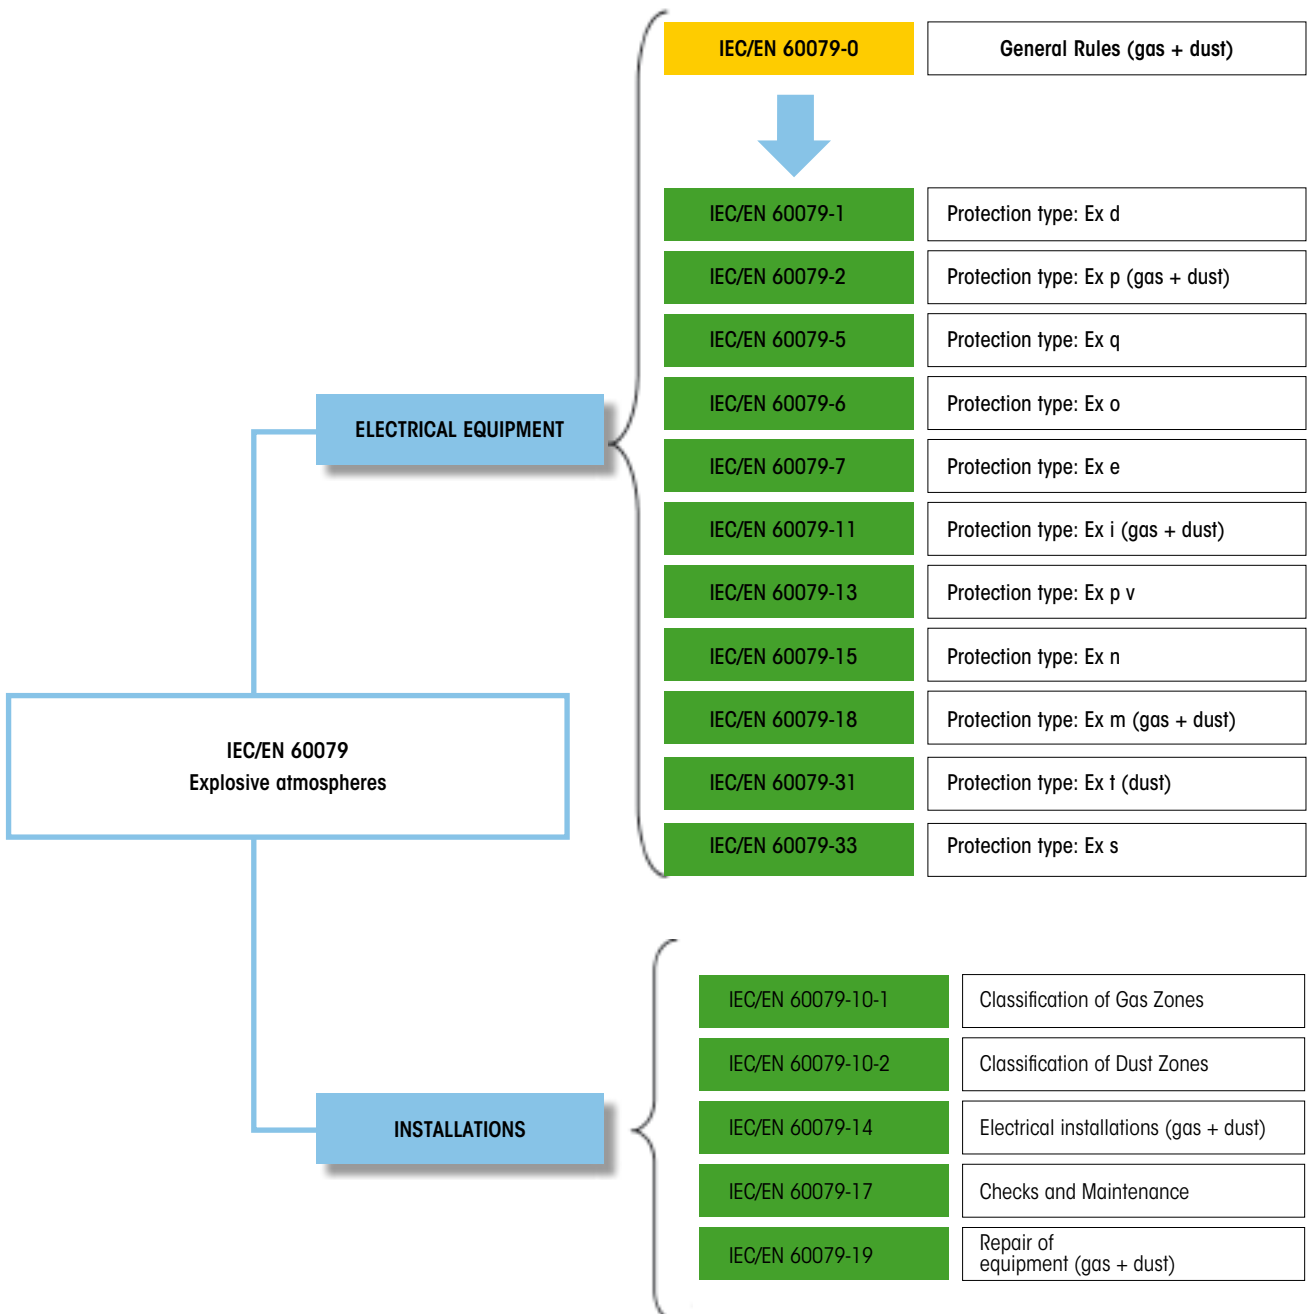 IEC/EN 60079-0 General Rules (gas + dust)
IEC/EN 60079-1 Protection type: Ex d
IEC/EN 60079-2 Protection type: Ex p (gas + dust)
IEC/EN 60079-5 Protection type: Ex q
IEC/EN 60079-6 Protection type: Ex o
ELECTRICAL EQUIPMENT
IEC/EN 60079-7 Protection type: Ex e
IEC/EN 60079-11 Protection type: Ex i (gas + dust)
IEC/EN 60079-13 Protection type: Ex p v
IEC/EN 60079-15 Protection type: Ex n
IEC/EN 60079-18 Protection type: Ex m (gas + dust)
IEC/EN 60079
Explosive atmospheres
IEC/EN 60079-31 Protection type: Ex t (dust)
IEC/EN 60079-33 Protection type: Ex s
IEC/EN 60079-10-1 Classification of Gas Zones
IEC/EN 60079-10-2 Classification of Dust Zones
INSTALLATIONS
IEC/EN 60079-14 Electrical installations (gas + dust)
IEC/EN 60079-17 Checks and Maintenance
IEC/EN 60079-19 Repair of
equipment (gas + dust)